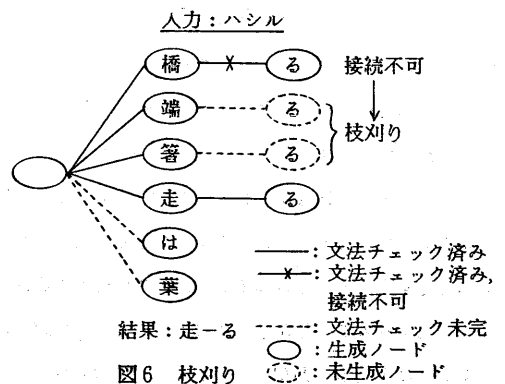 入力：ハシル
橋 る 接続不可
端 る
枝刈り
箸 る
走 る
は
葉
：文法チェック済み
：文法チェック済み,
接続不可
結果：走－る ：文法チェック未完
：生成ノード
図6 枝刈り ：未生成ノード